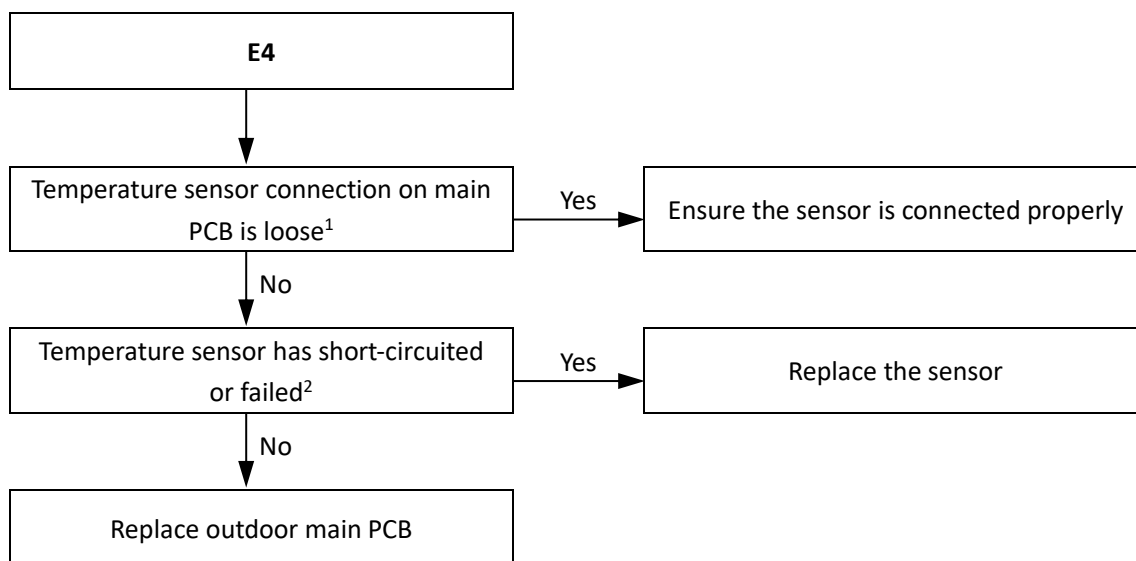 E4
Temperature sensor connection on main
PCB is loose1
Yes
Ensure the sensor is connected properly
No
Temperature sensor has short-circuited
or failed2
Yes
Replace the sensor
No
Replace outdoor main PCB